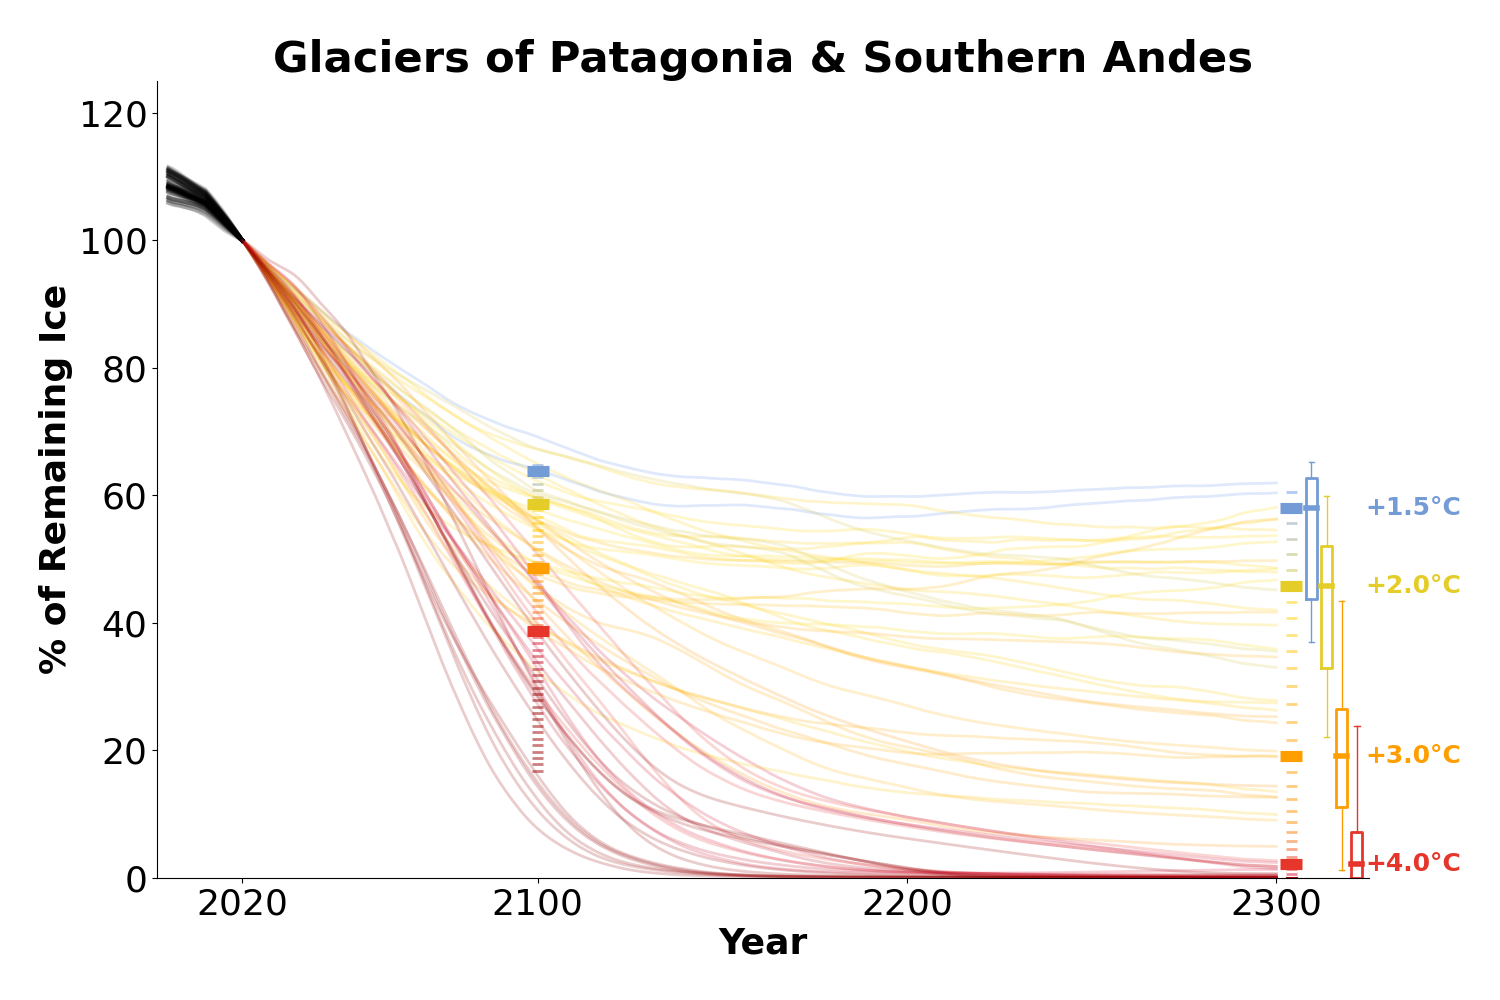 Glaciers of Patagonia & Southern Andes
% of Remaining Ice
120
100
80
60
40
20
0
2020
2100
2200
2300
Year
+1.5°C
+2.0°C
+3.0°C
+4.0°C